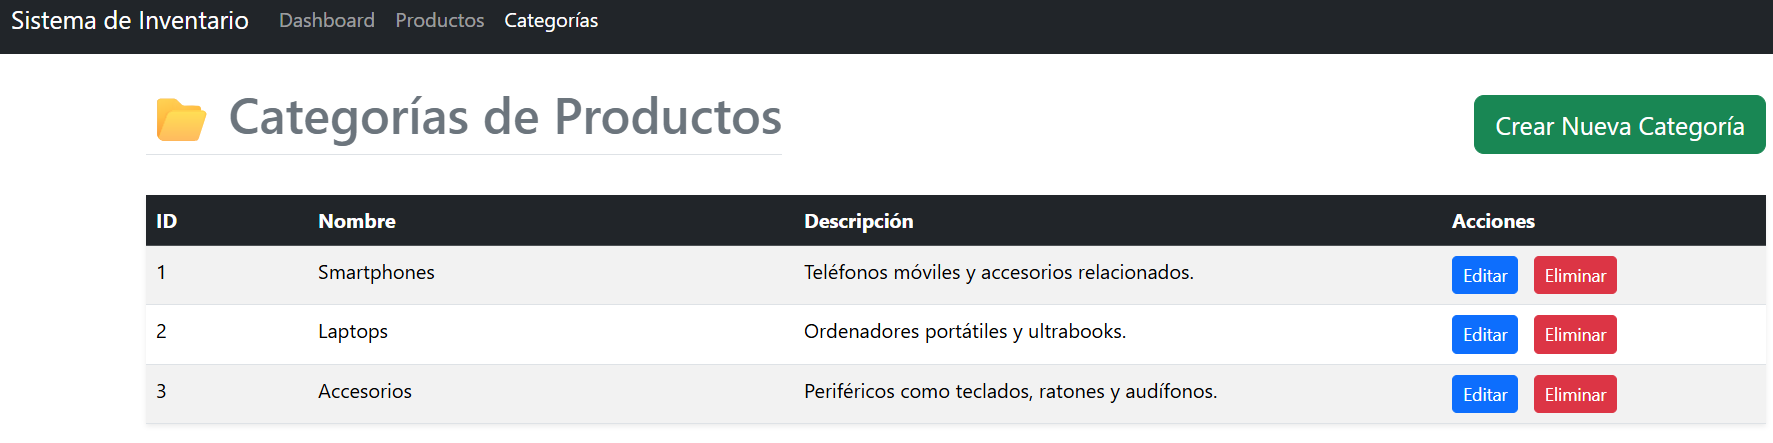 Sistema de Inventario Dashboard Productos Categorías
Categorías de Productos
Crear Nueva Categoría
ID Nombre Descripción Acciones
1 Smartphones Teléfonos móviles y accesorios relacionados. Editar Eliminar
2 Laptops Ordenadores portátiles y ultrabooks. Editar Eliminar
3 Accesorios Periféricos como teclados, ratones y audífonos. Editar Eliminar